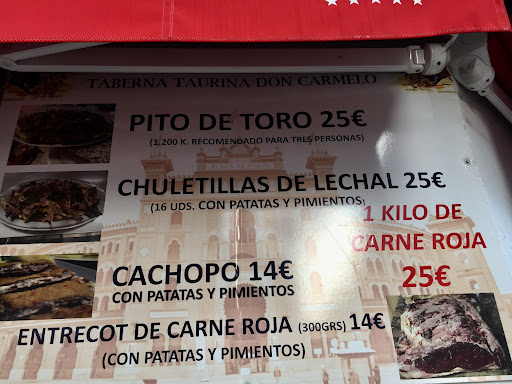 TABERNA TAURINA DON CARMELO
PITO DE TORO 25€
(1,200 K. RECOMENDADO PARA TRES PERSONAS)
CHULETILLAS DE LECHAL 25€
(16 UDS. CON PATATAS Y PIMIENTOS)
1 KILO DE
CARNE ROJA
25€
CACHOPO 14€
CON PATATAS Y PIMIENTOS
ENTRECOT DE CARNE ROJA (300GRS) 14€
(CON PATATAS Y PIMIENTOS)